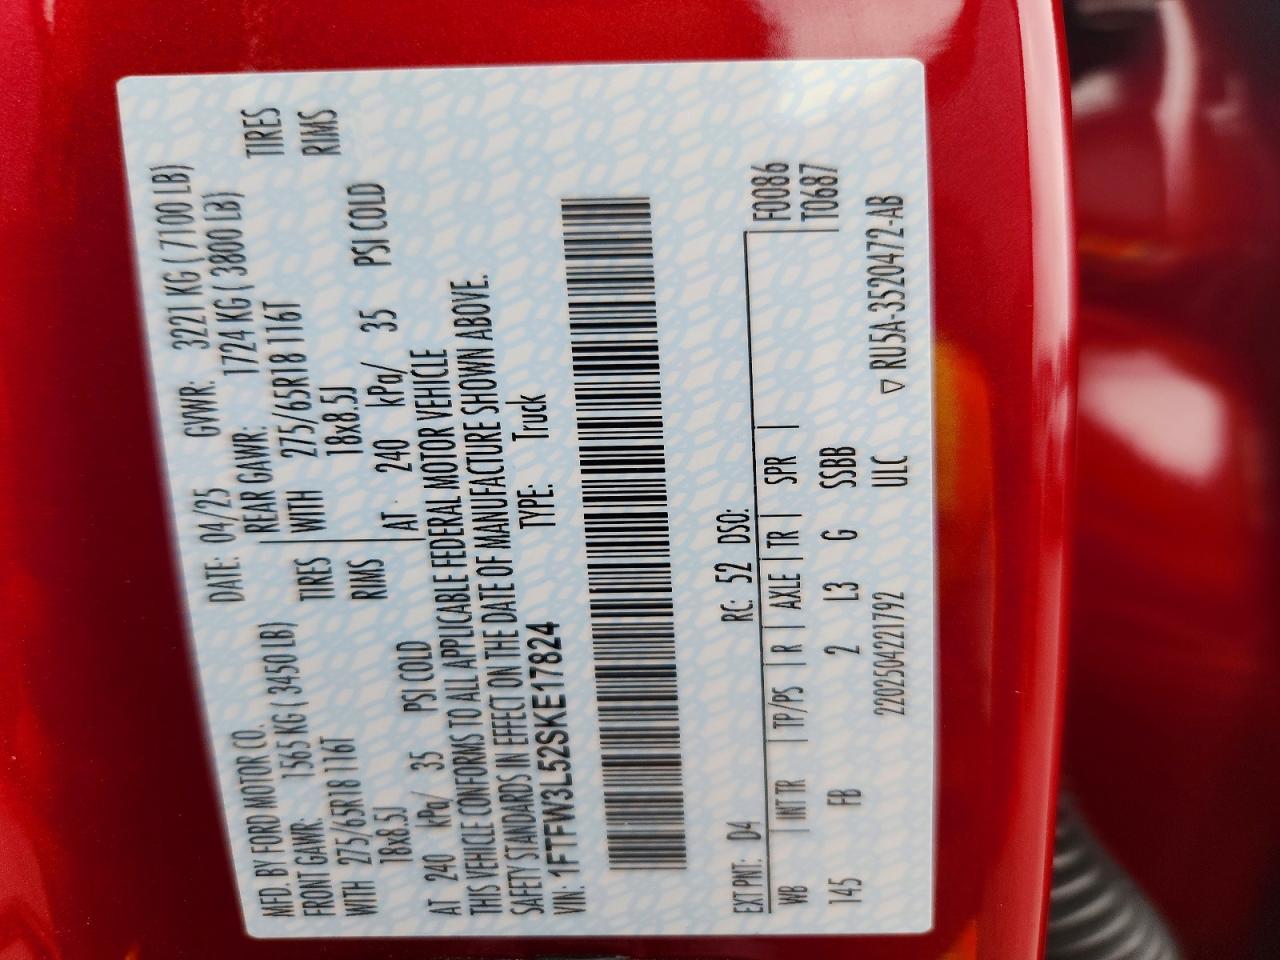 MFD. BY FORD MOTOR CO.
DATE: 04/25 GVWR: 3221 KG ( 7100 LB)
FRONT GAWR: 1565 KG ( 3450 LB)
REAR GAWR: 1724 KG ( 3800 LB)
WITH 275/65R18 116T TIRES
WITH 275/65R18 116T TIRES
18x8.5J RIMS
18x8.5J RIMS
AT 240 kPa/ 35 PSI COLD
AT 240 kPa/ 35 PSI COLD
THIS VEHICLE CONFORMS TO ALL APPLICABLE FEDERAL MOTOR VEHICLE
SAFETY STANDARDS IN EFFECT ON THE DATE OF MANUFACTURE SHOWN ABOVE.
VIN: 1FTFW3L52SKE17824 TYPE: Truck
EXT PNT: D4 RC: 52 DSO:
WB | INT TR | TP/PS | R | AXLE | TR | SPR | F0086
145 FB 2 L3 G SSBB T0687
2202504221792 ULC ▽ RU5A-3520472-AB